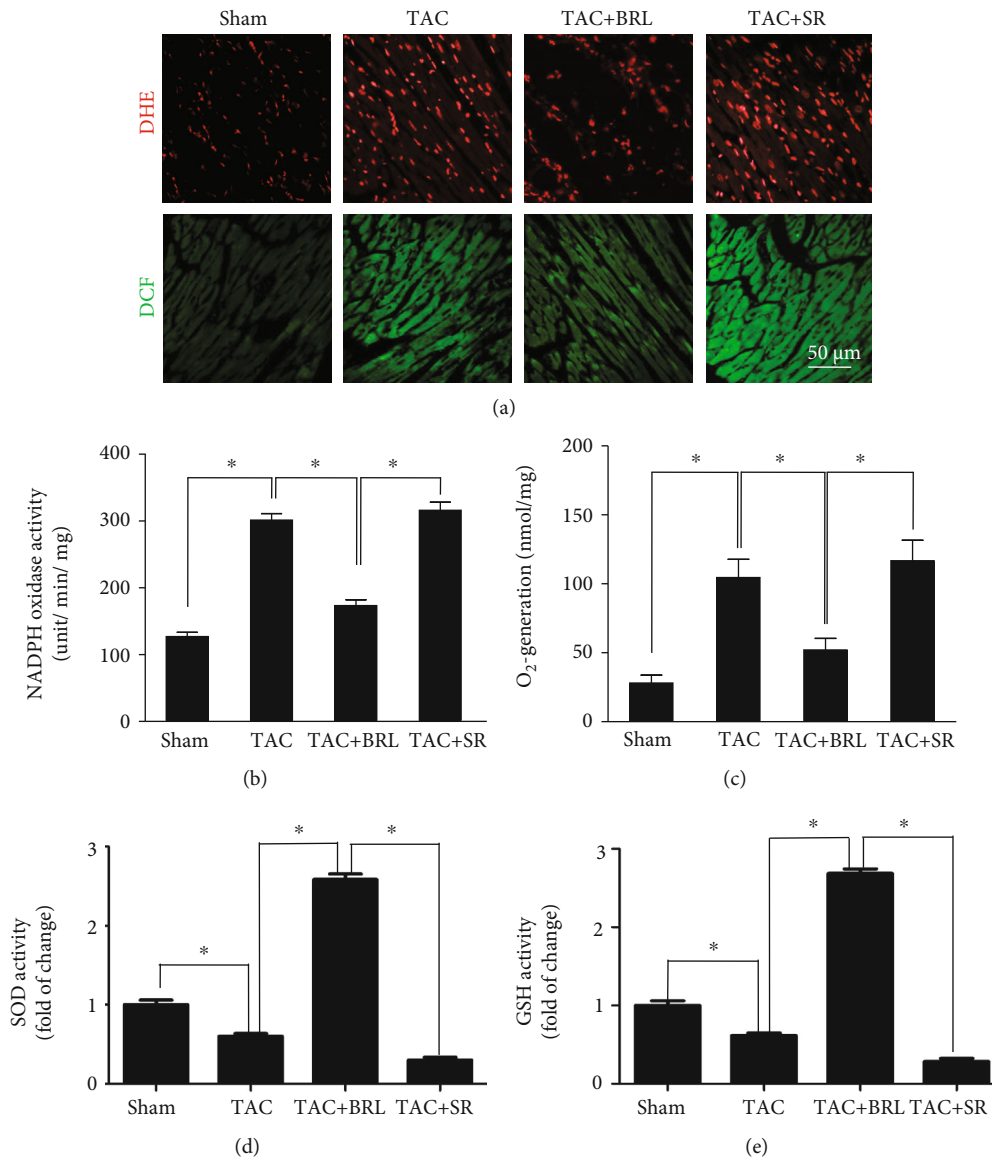 Sham TAC TAC+BRL TAC+SR
DHE
DCF
50 μm
(a)
NADPH oxidase activity
(unit/ min/ mg)
400
300
200
100
0
* * *
Sham TAC TAC+BRL TAC+SR
(b)
O2-generation (nmol/mg)
200
150
100
50
0
* * *
Sham TAC TAC+BRL TAC+SR
(c)
SOD activity
(fold of change)
3
2
1
0
* * *
Sham TAC TAC+BRL TAC+SR
(d)
GSH activity
(fold of change)
3
2
1
0
* * *
Sham TAC TAC+BRL TAC+SR
(e)